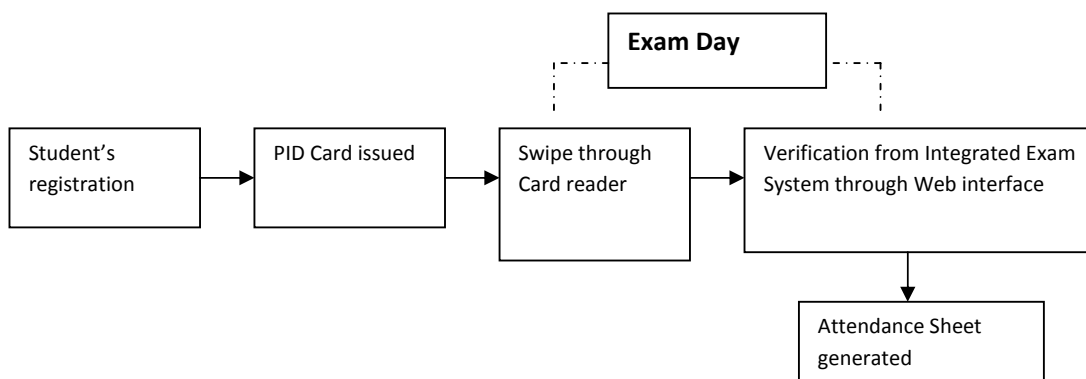 Exam Day
Student’s
registration
PID Card issued
Swipe through
Card reader
Verification from Integrated Exam
System through Web interface
Attendance Sheet
generated